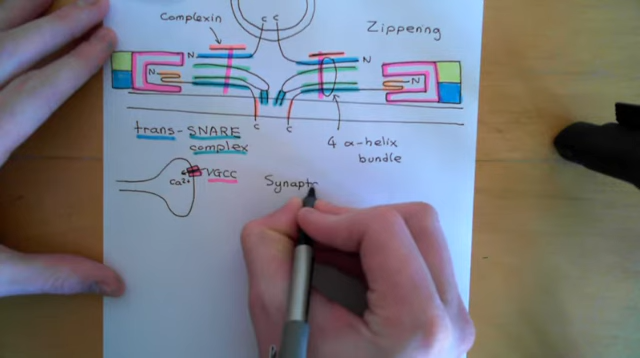 Complexin
C C
Zippering
N
N
N
N
trans-SNARE
complex
C
C
4 α-helix
bundle
Ca2+
VGCC
Synapt